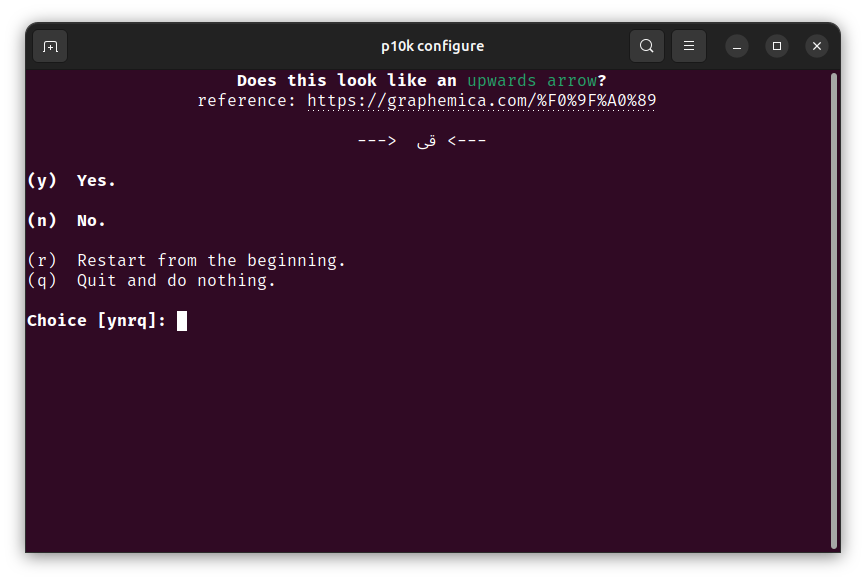 p10k configure
Does this look like an upwards arrow?
reference: https://graphemica.com/%F0%9F%A0%89
---> قى <---
(y) Yes.
(n) No.
(r) Restart from the beginning.
(q) Quit and do nothing.
Choice [ynrq]: